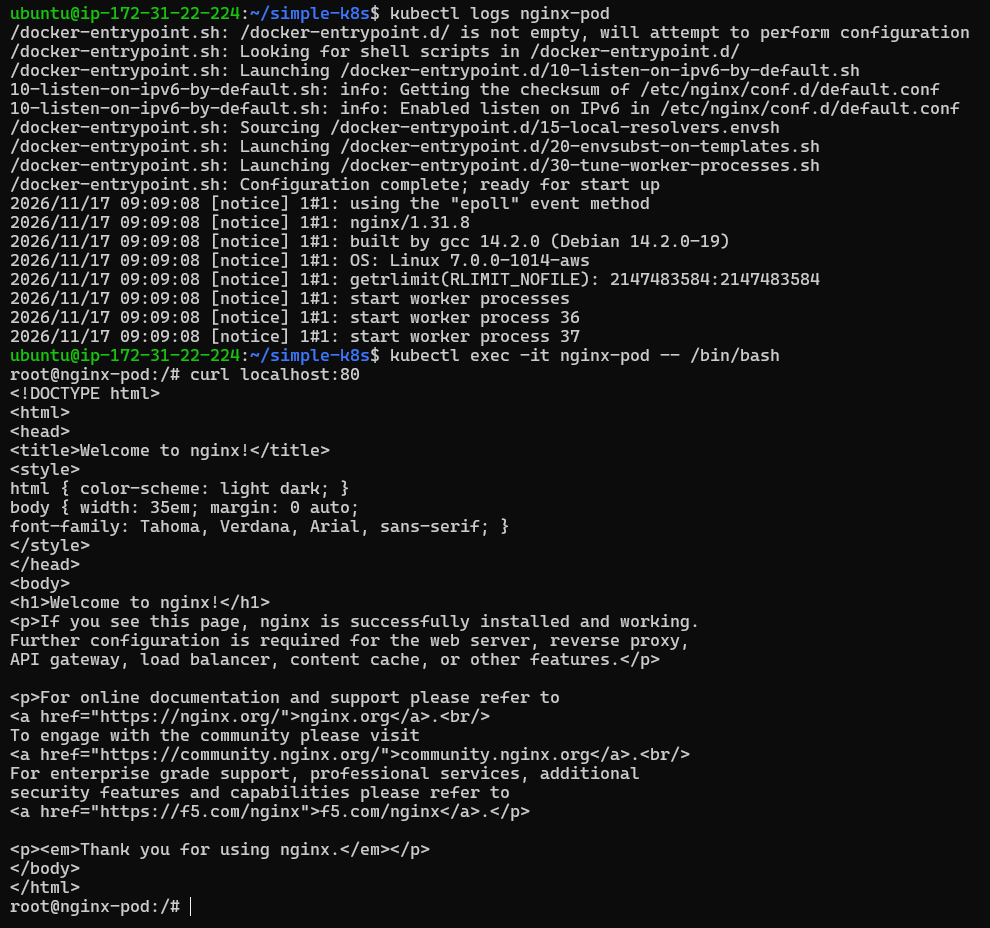 ubuntu@ip-172-31-22-224:~/simple-k8s$ kubectl logs nginx-pod
/docker-entrypoint.sh: /docker-entrypoint.d/ is not empty, will attempt to perform configuration
/docker-entrypoint.sh: Looking for shell scripts in /docker-entrypoint.d/
/docker-entrypoint.sh: Launching /docker-entrypoint.d/10-listen-on-ipv6-by-default.sh
10-listen-on-ipv6-by-default.sh: info: Getting the checksum of /etc/nginx/conf.d/default.conf
10-listen-on-ipv6-by-default.sh: info: Enabled listen on IPv6 in /etc/nginx/conf.d/default.conf
/docker-entrypoint.sh: Sourcing /docker-entrypoint.d/15-local-resolvers.envsh
/docker-entrypoint.sh: Launching /docker-entrypoint.d/20-envsubst-on-templates.sh
/docker-entrypoint.sh: Launching /docker-entrypoint.d/30-tune-worker-processes.sh
/docker-entrypoint.sh: Configuration complete; ready for start up
2026/11/17 09:09:08 [notice] 1#1: using the "epoll" event method
2026/11/17 09:09:08 [notice] 1#1: nginx/1.31.8
2026/11/17 09:09:08 [notice] 1#1: built by gcc 14.2.0 (Debian 14.2.0-19)
2026/11/17 09:09:08 [notice] 1#1: OS: Linux 7.0.0-1014-aws
2026/11/17 09:09:08 [notice] 1#1: getrlimit(RLIMIT_NOFILE): 2147483584:2147483584
2026/11/17 09:09:08 [notice] 1#1: start worker processes
2026/11/17 09:09:08 [notice] 1#1: start worker process 36
2026/11/17 09:09:08 [notice] 1#1: start worker process 37
ubuntu@ip-172-31-22-224:~/simple-k8s$ kubectl exec -it nginx-pod -- /bin/bash
root@nginx-pod:/# curl localhost:80
<!DOCTYPE html>
<html>
<head>
<title>Welcome to nginx!</title>
<style>
html { color-scheme: light dark; }
body { width: 35em; margin: 0 auto;
font-family: Tahoma, Verdana, Arial, sans-serif; }
</style>
</head>
<body>
<h1>Welcome to nginx!</h1>
<p>If you see this page, nginx is successfully installed and working.
Further configuration is required for the web server, reverse proxy,
API gateway, load balancer, content cache, or other features.</p>

<p>For online documentation and support please refer to
<a href="https://nginx.org/">nginx.org</a>.<br/>
To engage with the community please visit
<a href="https://community.nginx.org/">community.nginx.org</a>.<br/>
For enterprise grade support, professional services, additional
security features and capabilities please refer to
<a href="https://f5.com/nginx">f5.com/nginx</a>.</p>

<p><em>Thank you for using nginx.</em></p>
</body>
</html>
root@nginx-pod:/#